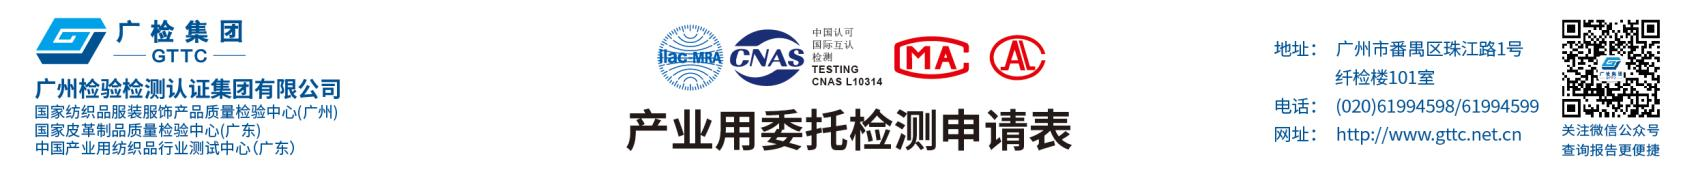 广检集团
GTTC
广州检验检测认证集团有限公司
国家纺织品服装服饰产品质量检验中心(广州)
国家皮革制品质量检验中心(广东)
中国产业用纺织品行业测试中心(广东)
ilac-MRA
CNAS
中国认可
国际互认
检测
TESTING
CNAS L10314
MA
AL
产业用委托检测申请表
地址： 广州市番禺区珠江路1号
纤检楼101室
电话： (020)61994598/61994599
网址： http://www.gttc.net.cn
广检集团
关注微信公众号
查询报告更便捷